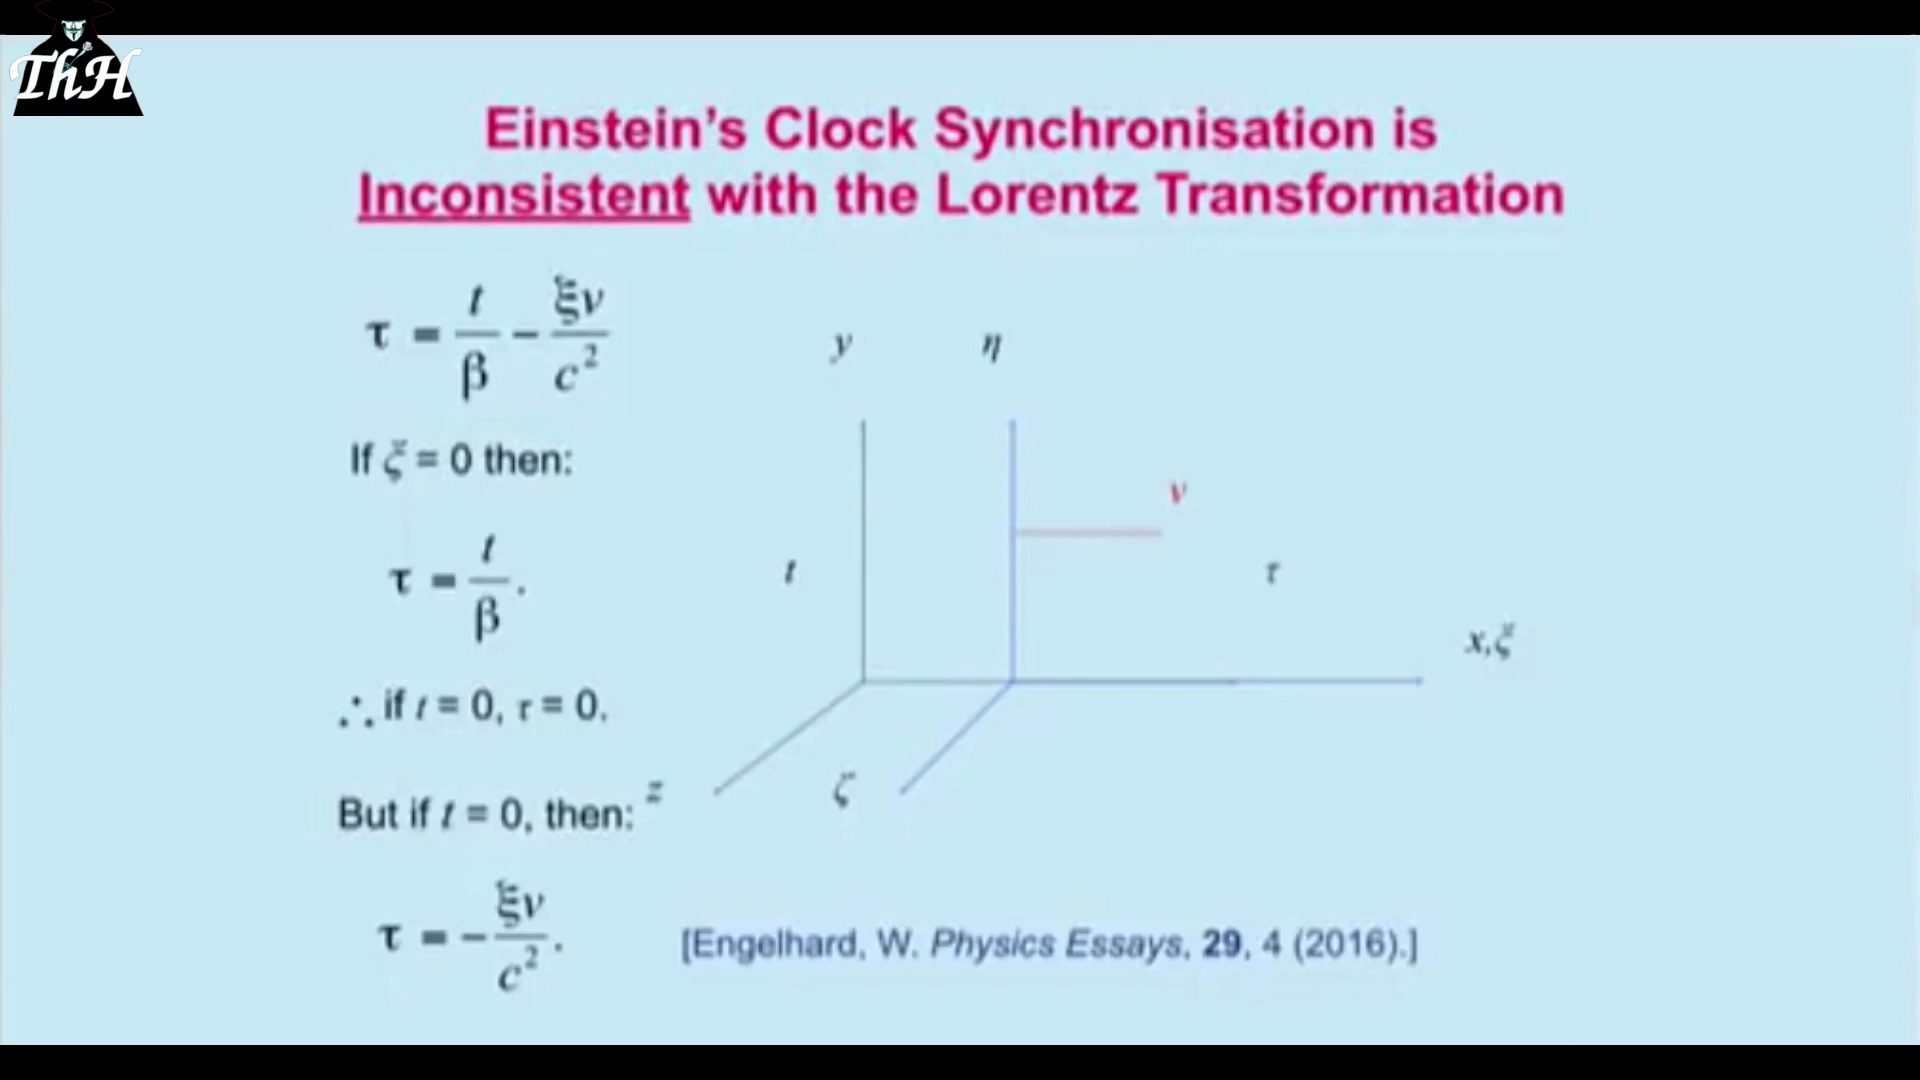 ThH
Einstein's Clock Synchronisation is
Inconsistent with the Lorentz Transformation
τ = t/β − ξv/c²
If ξ = 0 then:
τ = t/β.
∴ if t = 0, τ = 0.
But if t = 0, then:
τ = − ξv/c².
y η
v
t τ
x,ξ
z ζ
[Engelhard, W. Physics Essays, 29, 4 (2016).]